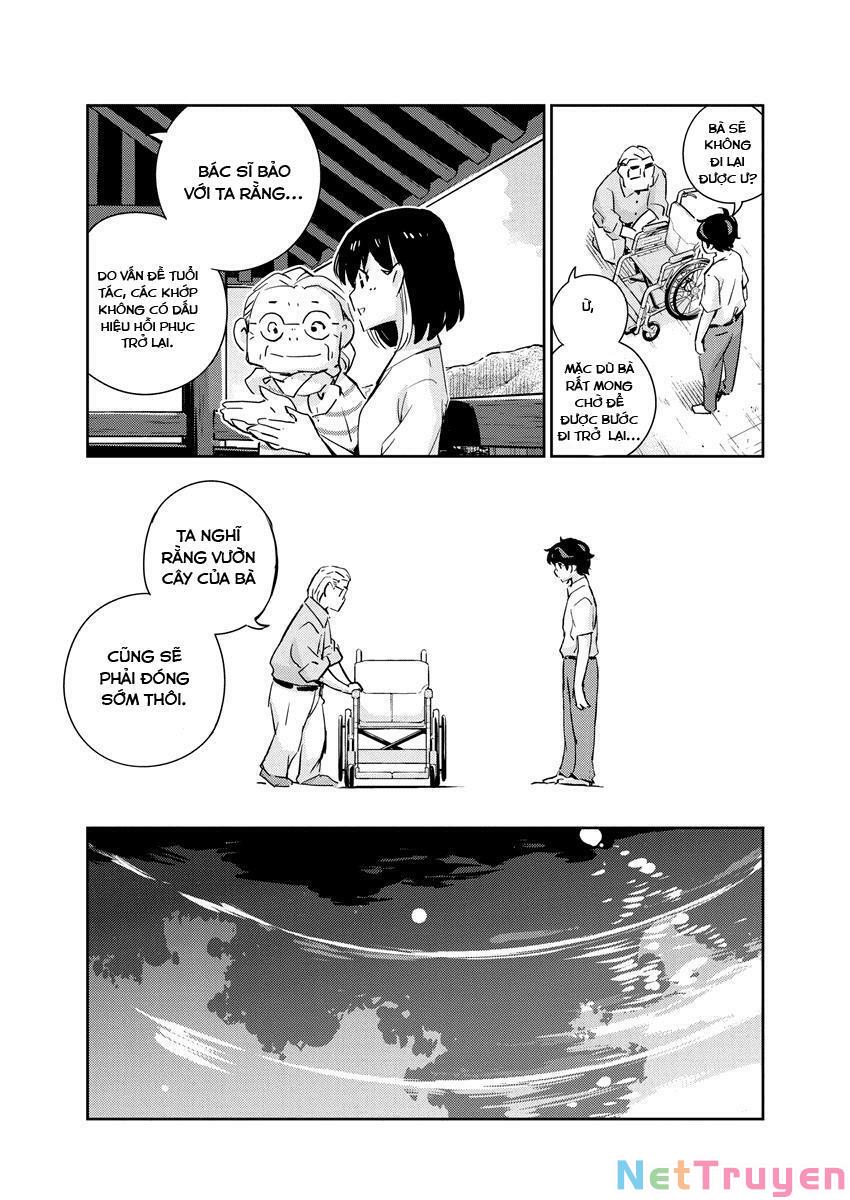 BÀ SẼ
KHÔNG
ĐI LẠI
ĐƯỢC Ư?
Ừ,
MẶC DÙ BÀ
RẤT MONG
CHỜ ĐỂ
ĐƯỢC BƯỚC
ĐI TRỞ LẠI...
BÁC SĨ BẢO
VỚI TA RẰNG...
DO VẤN ĐỀ TUỔI
TÁC, CÁC KHỚP
KHÔNG CÓ DẤU
HIỆU HỒI PHỤC
TRỞ LẠI.
TA NGHĨ
RẰNG VƯỜN
CÂY CỦA BÀ
CŨNG SẼ
PHẢI ĐÓNG
SỚM THÔI.
NetTruyen